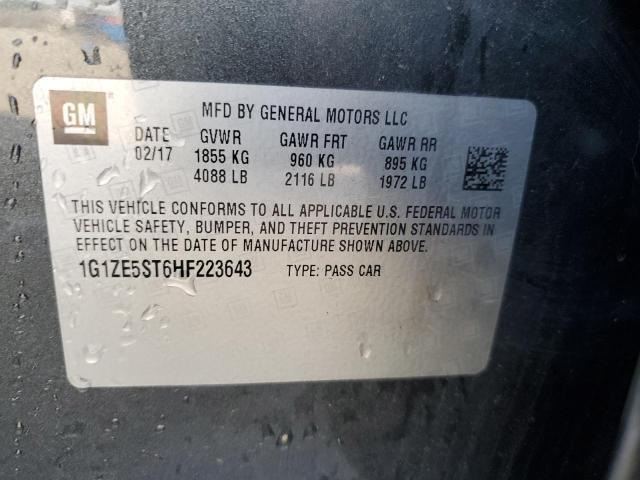 GM
MFD BY GENERAL MOTORS LLC
DATE GVWR GAWR FRT GAWR RR
02/17 1855 KG 960 KG 895 KG
4088 LB 2116 LB 1972 LB
THIS VEHICLE CONFORMS TO ALL APPLICABLE U.S. FEDERAL MOTOR
VEHICLE SAFETY, BUMPER, AND THEFT PREVENTION STANDARDS IN
EFFECT ON THE DATE OF MANUFACTURE SHOWN ABOVE.
1G1ZE5ST6HF223643 TYPE: PASS CAR